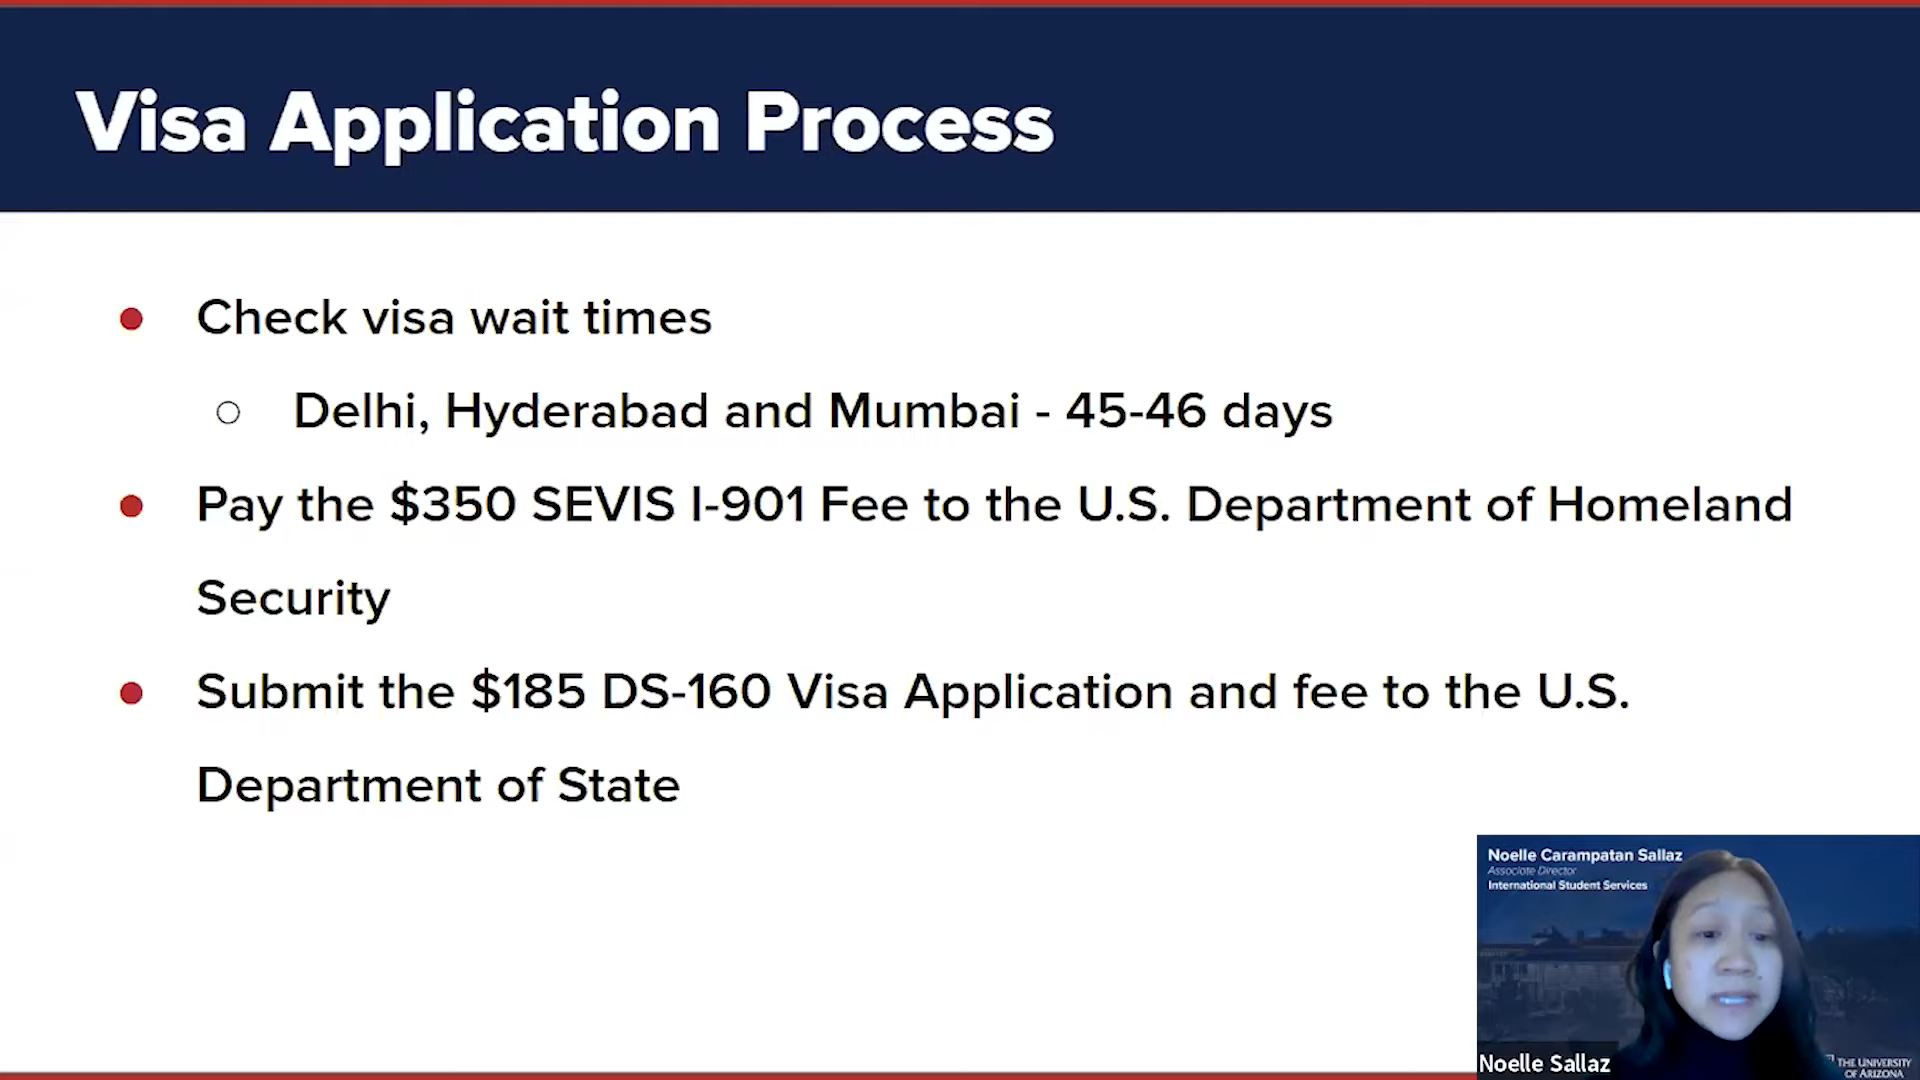 Visa Application Process
● Check visa wait times
○ Delhi, Hyderabad and Mumbai - 45-46 days
● Pay the $350 SEVIS I-901 Fee to the U.S. Department of Homeland
Security
● Submit the $185 DS-160 Visa Application and fee to the U.S.
Department of State
Noelle Carampatan Sallaz
Associate Director
International Student Services
Noelle Sallaz
THE UNIVERSITY
OF ARIZONA